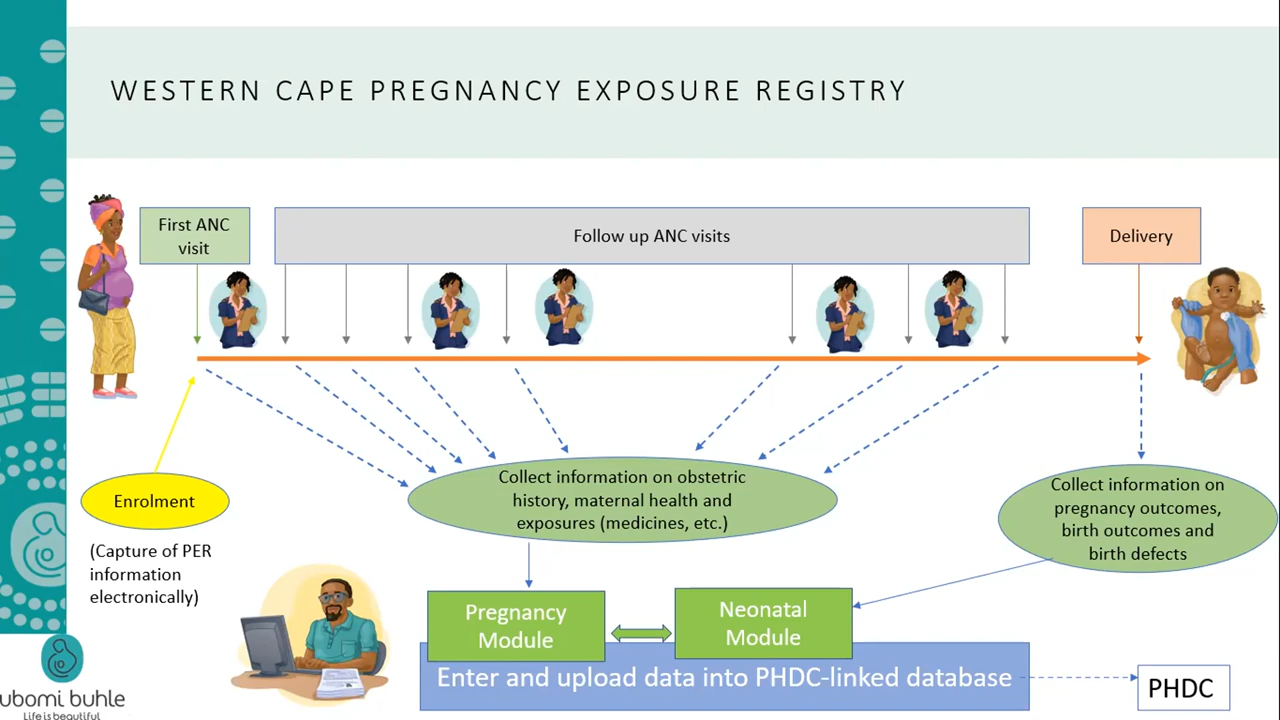 WESTERN CAPE PREGNANCY EXPOSURE REGISTRY
First ANC
visit
Follow up ANC visits
Delivery
Enrolment
(Capture of PER
information
electronically)
Collect information on obstetric
history, maternal health and
exposures (medicines, etc.)
Collect information on
pregnancy outcomes,
birth outcomes and
birth defects
Pregnancy
Module
Neonatal
Module
Enter and upload data into PHDC-linked database
PHDC
ubomi buhle
Life is beautiful